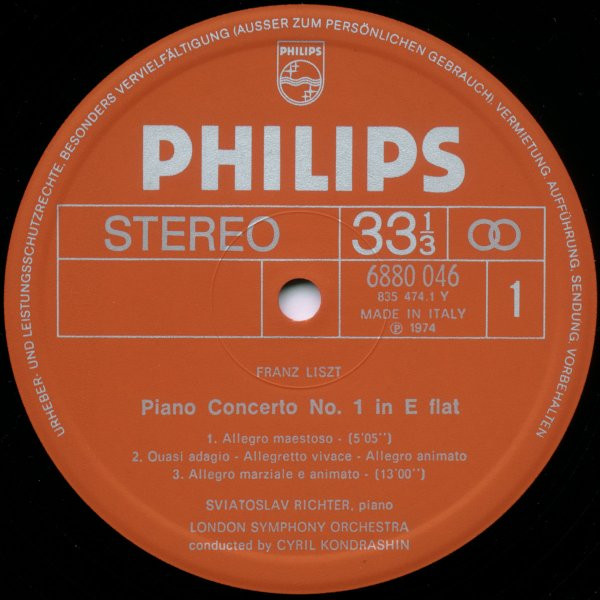 URHEBER- UND LEISTUNGSSCHUTZRECHTE, BESONDERS VERVIELFÄLTIGUNG (AUSSER ZUM PERSÖNLICHEN GEBRAUCH), VERMIETUNG AUFFÜHRUNG, SENDUNG, VORBEHALTEN
PHILIPS
PHILIPS
STEREO 33 1/3
6880 046
835 474.1 Y
MADE IN ITALY
℗ 1974
1
FRANZ LISZT
Piano Concerto No. 1 in E flat
1. Allegro maestoso - (5'05'')
2. Quasi adagio - Allegretto vivace - Allegro animato
3. Allegro marziale e animato - (13'00'')
SVIATOSLAV RICHTER, piano
LONDON SYMPHONY ORCHESTRA
conducted by CYRIL KONDRASHIN